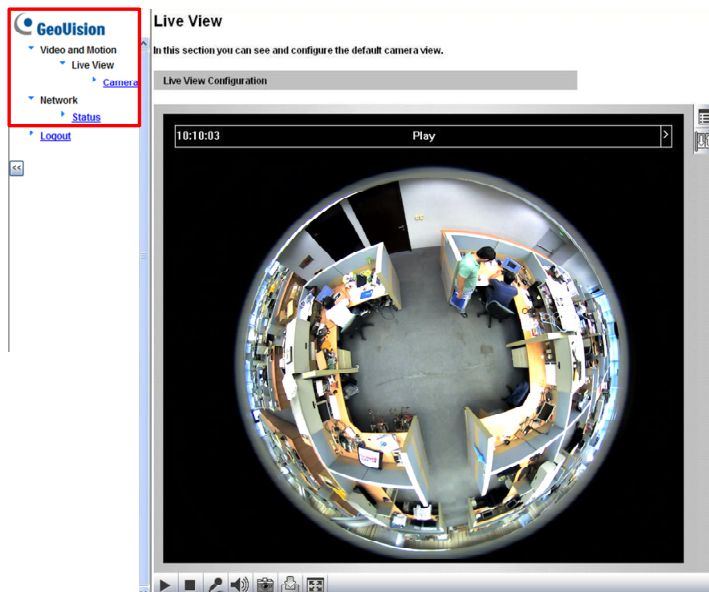 GeoVision
Video and Motion
Live View
Camera
Network
Status
Logout
<<
Live View
In this section you can see and configure the default camera view.
Live View Configuration
10:10:03 Play >